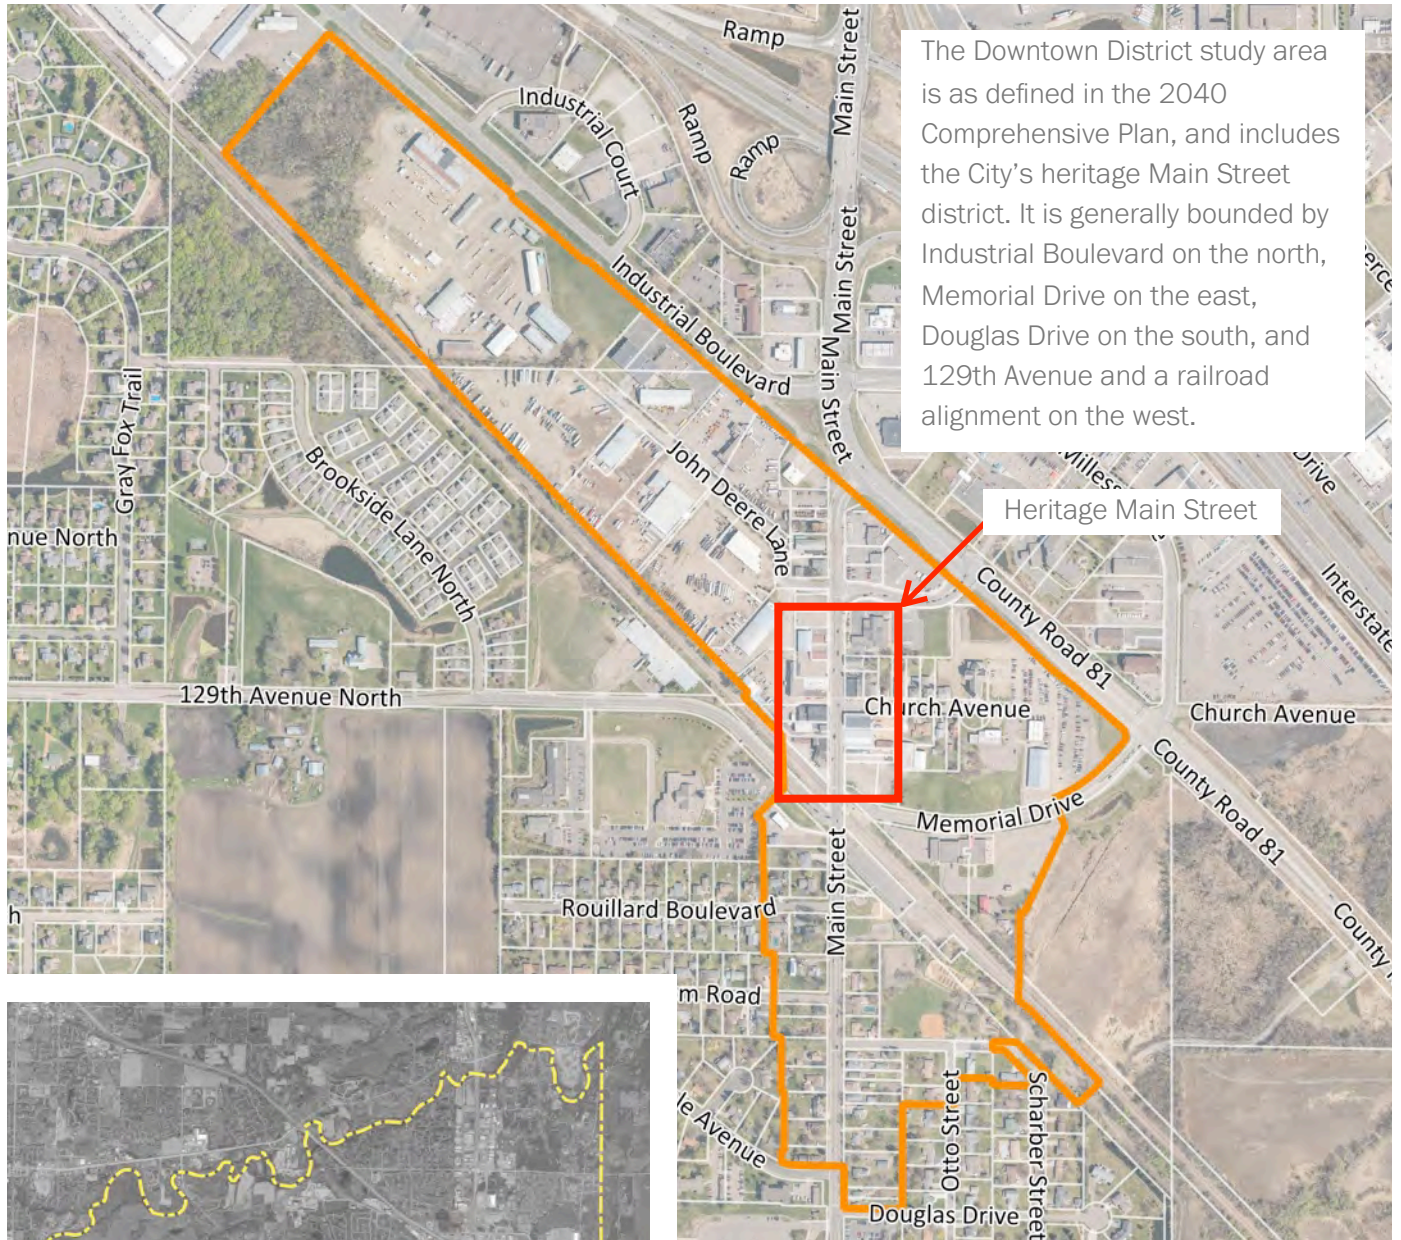 Ramp
Main Street
The Downtown District study area
is as defined in the 2040
Comprehensive Plan, and includes
the City’s heritage Main Street
district. It is generally bounded by
Industrial Boulevard on the north,
Memorial Drive on the east,
Douglas Drive on the south, and
129th Avenue and a railroad
alignment on the west.
Industrial Court
Ramp
Ramp
Main Street
Industrial Boulevard
Main Street
Gray Fox Trail
Brookside Lane North
John Deere Lane
Drive
Heritage Main Street
nue North
County Road 81
Interstate
129th Avenue North
Church Avenue
Church Avenue
County Road 81
Memorial Drive
Main Street
Rouillard Boulevard
h
County
m Road
Otto Street
Scharber Street
le Avenue
Douglas Drive